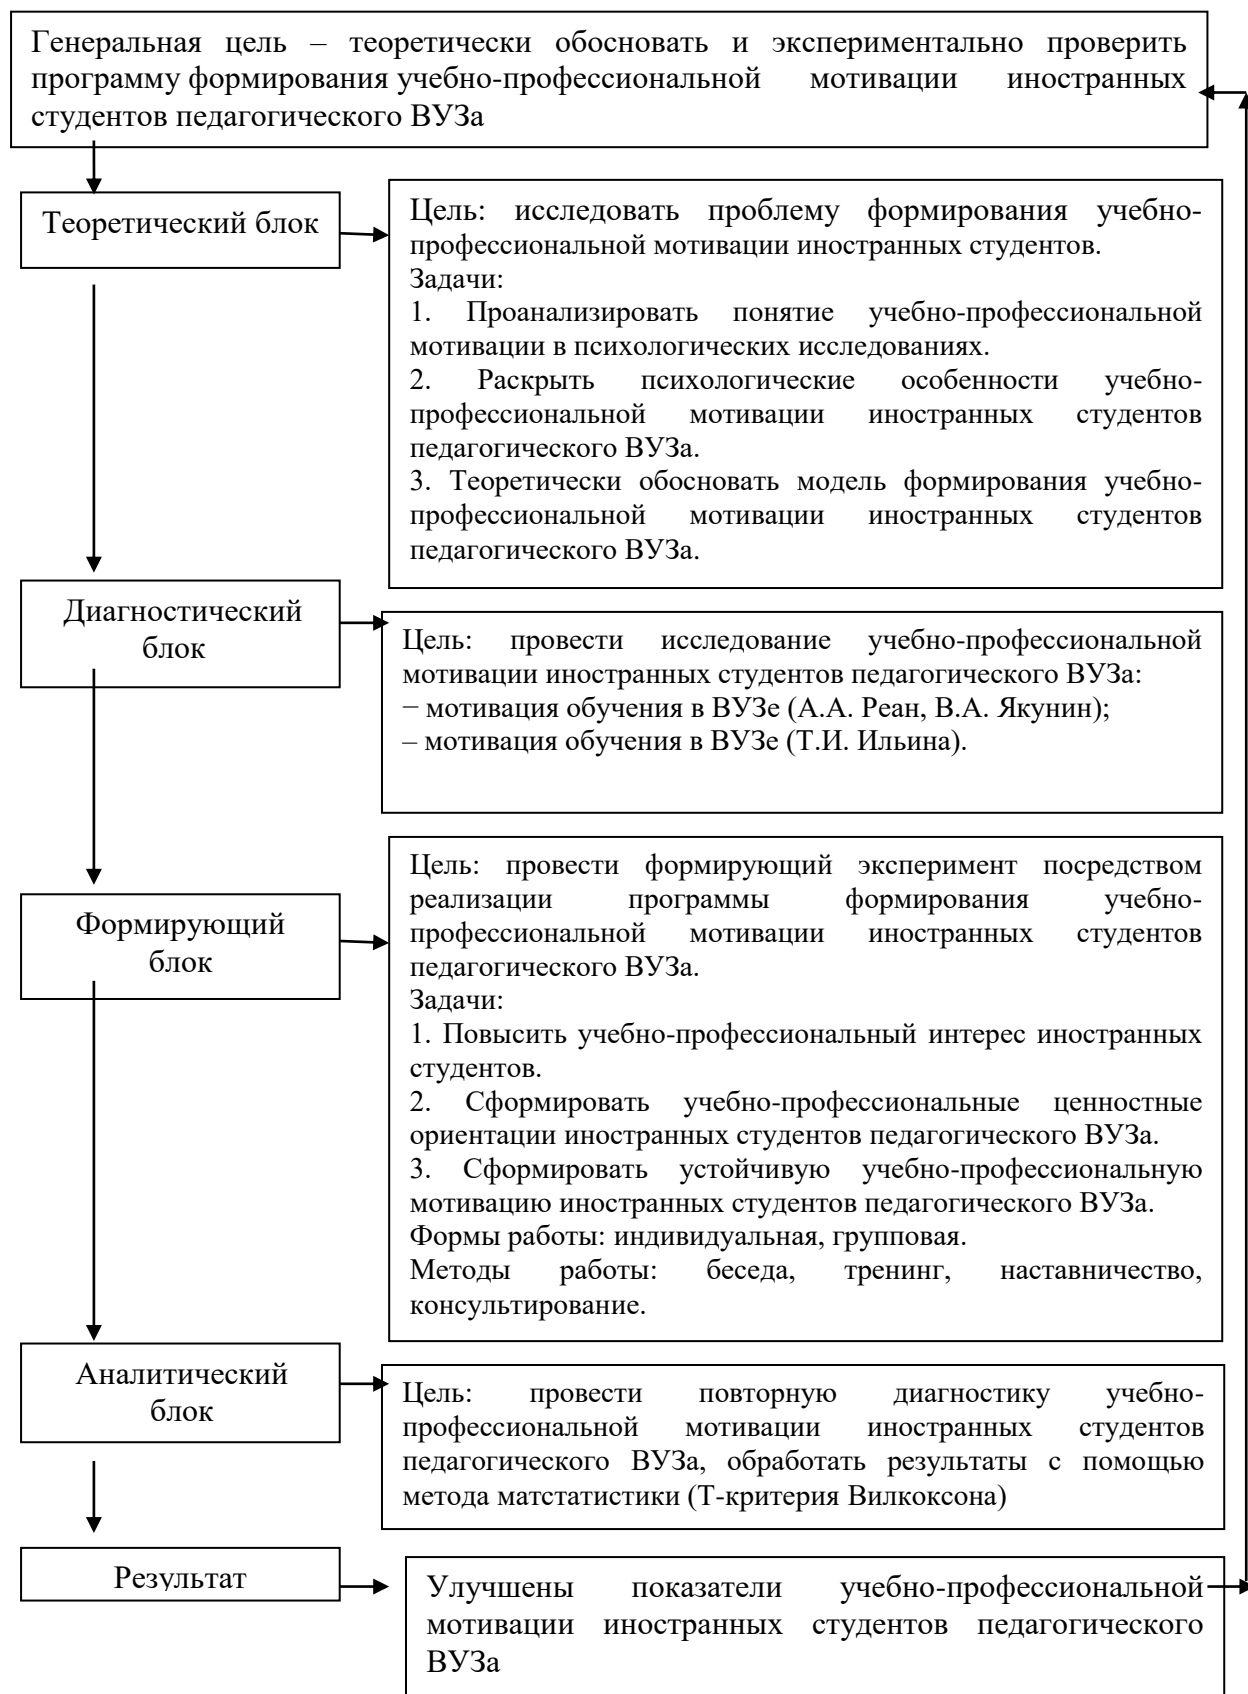 Генеральная цель – теоретически обосновать и экспериментально проверить
программу формирования учебно-профессиональной мотивации иностранных
студентов педагогического ВУЗа
Теоретический блок
Цель: исследовать проблему формирования учебно-
профессиональной мотивации иностранных студентов.
Задачи:
1. Проанализировать понятие учебно-профессиональной
мотивации в психологических исследованиях.
2. Раскрыть психологические особенности учебно-
профессиональной мотивации иностранных студентов
педагогического ВУЗа.
3. Теоретически обосновать модель формирования учебно-
профессиональной мотивации иностранных студентов
педагогического ВУЗа.
Диагностический
блок
Цель: провести исследование учебно-профессиональной
мотивации иностранных студентов педагогического ВУЗа:
− мотивация обучения в ВУЗе (А.А. Реан, В.А. Якунин);
– мотивация обучения в ВУЗе (Т.И. Ильина).
Формирующий
блок
Цель: провести формирующий эксперимент посредством
реализации программы формирования учебно-
профессиональной мотивации иностранных студентов
педагогического ВУЗа.
Задачи:
1. Повысить учебно-профессиональный интерес иностранных
студентов.
2. Сформировать учебно-профессиональные ценностные
ориентации иностранных студентов педагогического ВУЗа.
3. Сформировать устойчивую учебно-профессиональную
мотивацию иностранных студентов педагогического ВУЗа.
Формы работы: индивидуальная, групповая.
Методы работы: беседа, тренинг, наставничество,
консультирование.
Аналитический
блок
Цель: провести повторную диагностику учебно-
профессиональной мотивации иностранных студентов
педагогического ВУЗа, обработать результаты с помощью
метода матстатистики (Т-критерия Вилкоксона)
Результат
Улучшены показатели учебно-профессиональной
мотивации иностранных студентов педагогического
ВУЗа